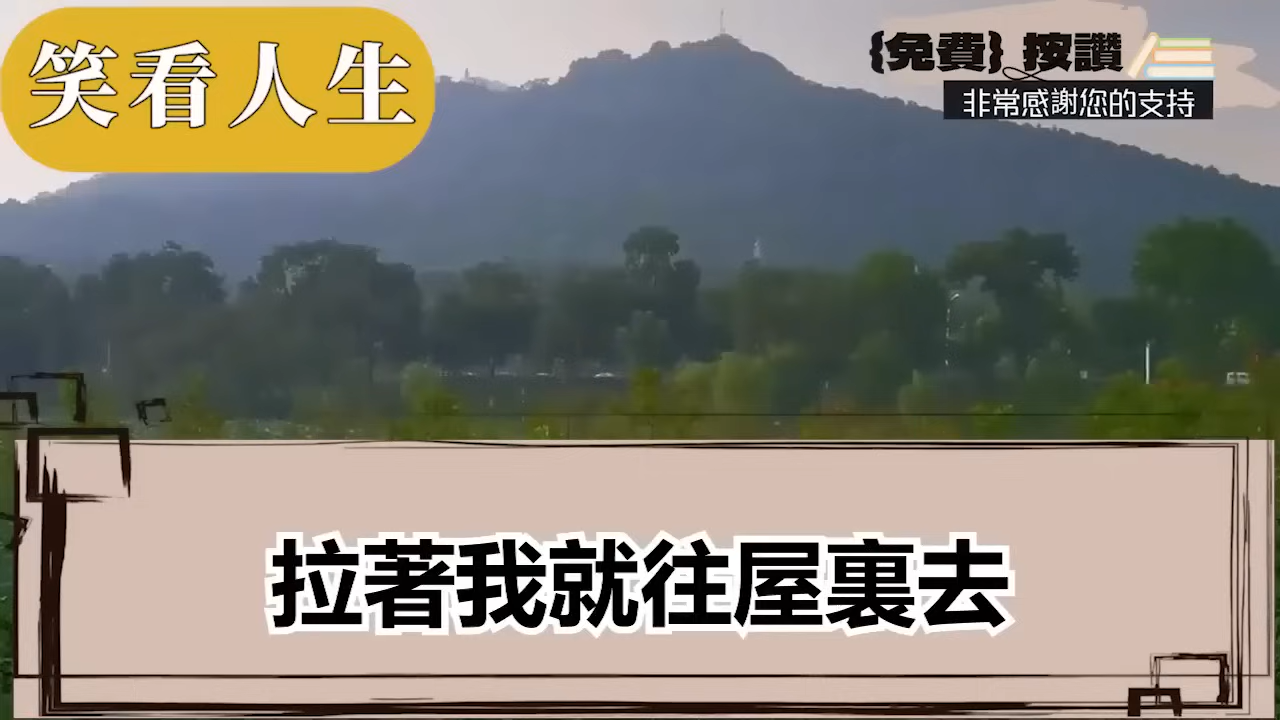 笑看人生
{免費} 按讚
非常感謝您的支持
拉著我就往屋裏去